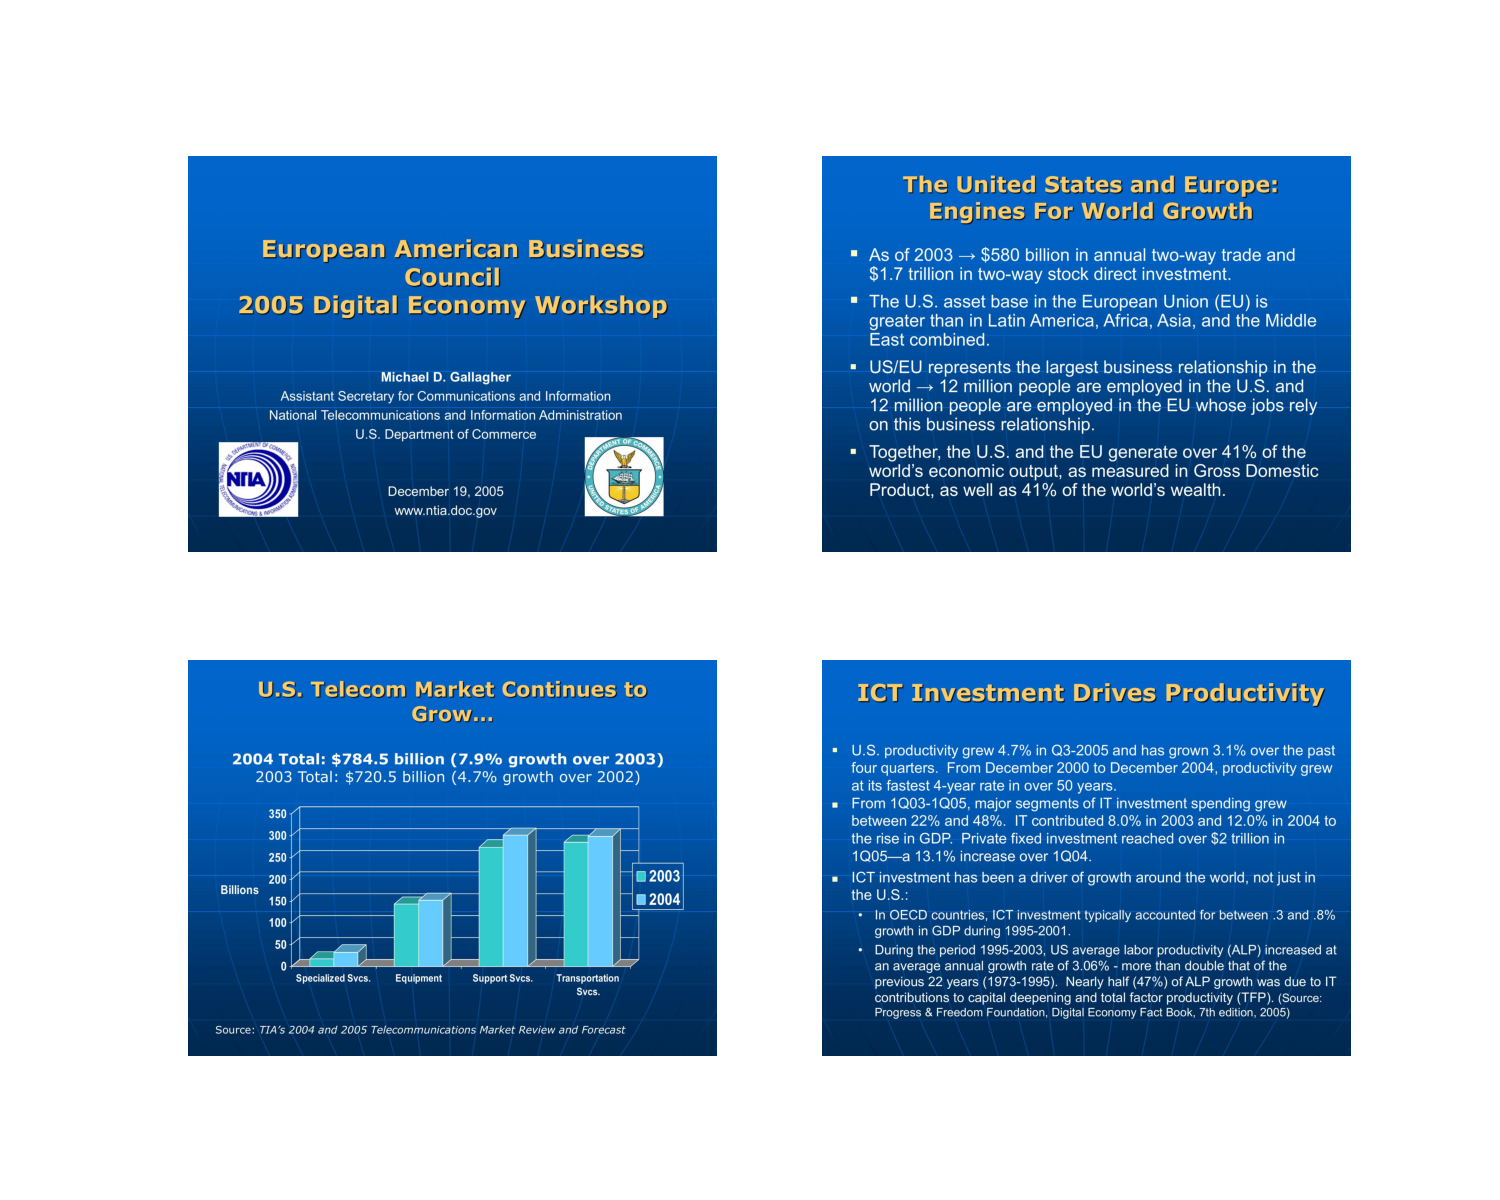 European American Business
Council
2005 Digital Economy Workshop
Michael D. Gallagher
Assistant Secretary for Communications and Information
National Telecommunications and Information Administration
U.S. Department of Commerce
NTIA
December 19, 2005
www.ntia.doc.gov
The United States and Europe:
Engines For World Growth
▪ As of 2003 → $580 billion in annual two-way trade and
$1.7 trillion in two-way stock direct investment.
▪ The U.S. asset base in the European Union (EU) is
greater than in Latin America, Africa, Asia, and the Middle
East combined.
▪ US/EU represents the largest business relationship in the
world → 12 million people are employed in the U.S. and
12 million people are employed in the EU whose jobs rely
on this business relationship.
▪ Together, the U.S. and the EU generate over 41% of the
world's economic output, as measured in Gross Domestic
Product, as well as 41% of the world's wealth.
U.S. Telecom Market Continues to
Grow...
2004 Total: $784.5 billion (7.9% growth over 2003)
2003 Total: $720.5 billion (4.7% growth over 2002)
350
300
250
200
Billions
150
100
50
0
2003
2004
Specialized Svcs. Equipment Support Svcs. Transportation
Svcs.
Source: TIA's 2004 and 2005 Telecommunications Market Review and Forecast
ICT Investment Drives Productivity
▪ U.S. productivity grew 4.7% in Q3-2005 and has grown 3.1% over the past
four quarters. From December 2000 to December 2004, productivity grew
at its fastest 4-year rate in over 50 years.
▪ From 1Q03-1Q05, major segments of IT investment spending grew
between 22% and 48%. IT contributed 8.0% in 2003 and 12.0% in 2004 to
the rise in GDP. Private fixed investment reached over $2 trillion in
1Q05—a 13.1% increase over 1Q04.
▪ ICT investment has been a driver of growth around the world, not just in
the U.S.:
• In OECD countries, ICT investment typically accounted for between .3 and .8%
growth in GDP during 1995-2001.
• During the period 1995-2003, US average labor productivity (ALP) increased at
an average annual growth rate of 3.06% - more than double that of the
previous 22 years (1973-1995). Nearly half (47%) of ALP growth was due to IT
contributions to capital deepening and total factor productivity (TFP). (Source:
Progress & Freedom Foundation, Digital Economy Fact Book, 7th edition, 2005)